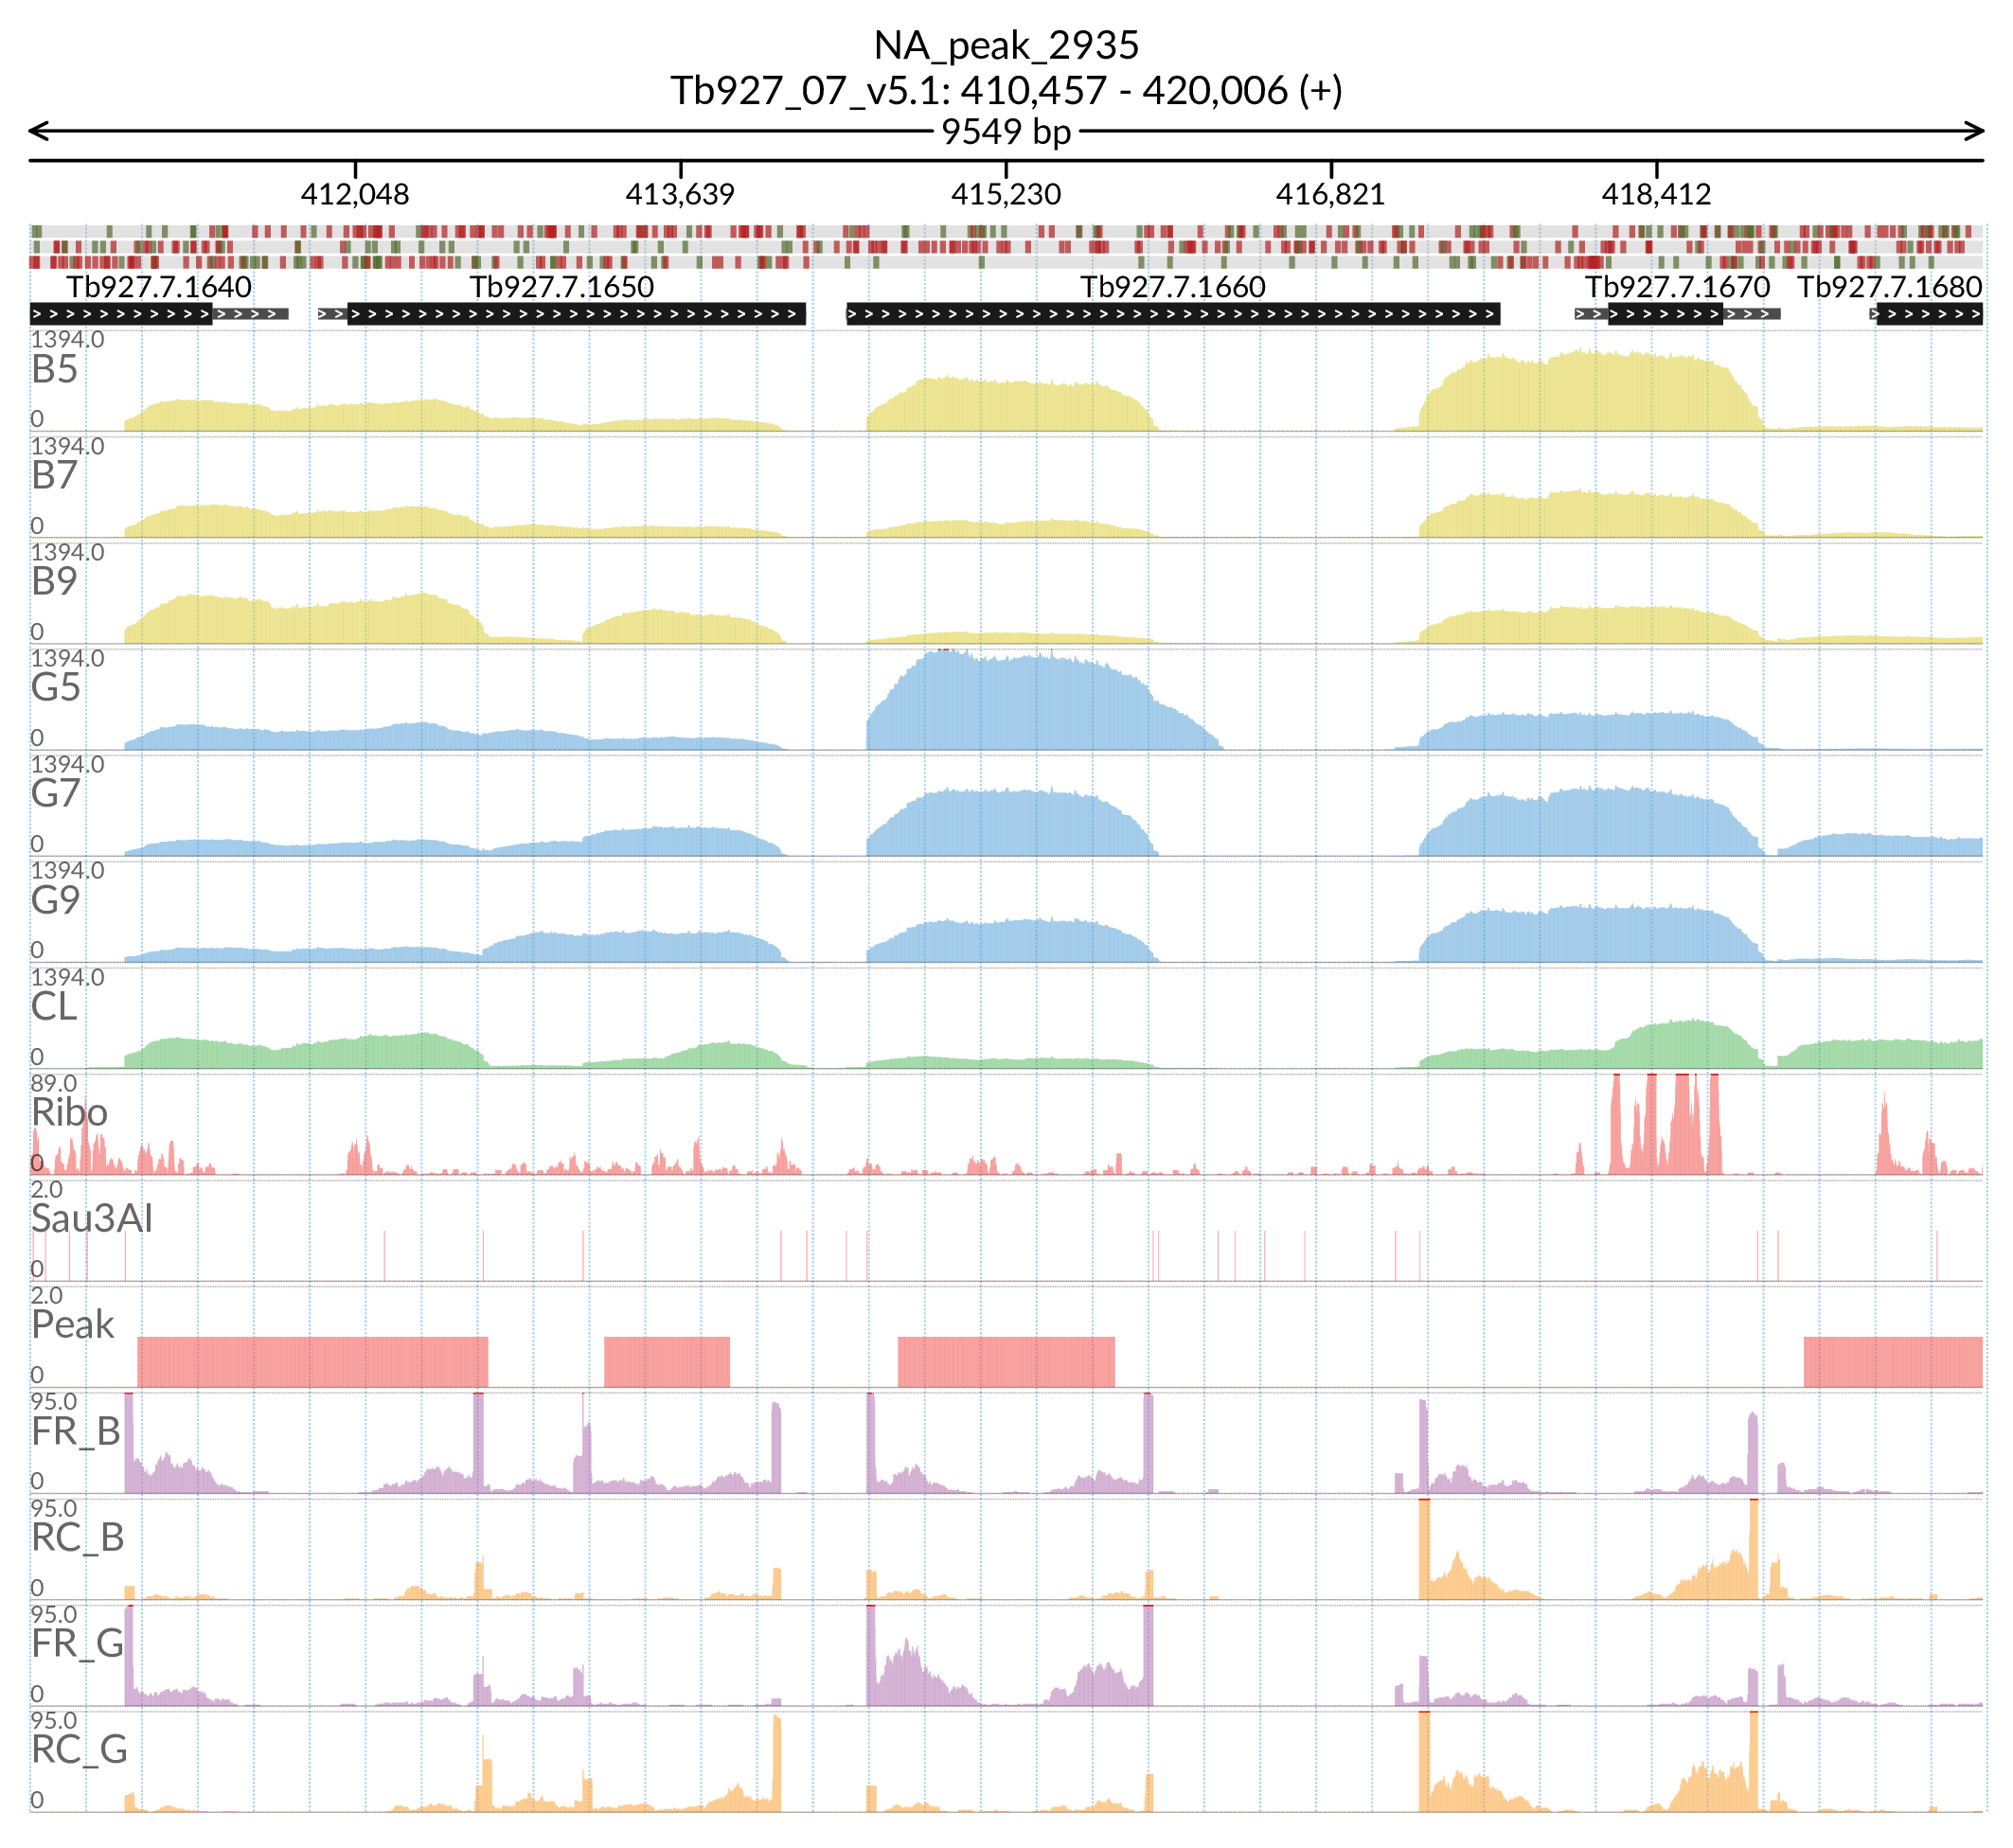 NA_peak_2935
Tb927_07_v5.1: 410,457 - 420,006 (+)
9549 bp
412,048 413,639 415,230 416,821 418,412
Tb927.7.1640 Tb927.7.1650 Tb927.7.1660 Tb927.7.1670 Tb927.7.1680
1394.0
B5
0
1394.0
B7
0
1394.0
B9
0
1394.0
G5
0
1394.0
G7
0
1394.0
G9
0
1394.0
CL
0
89.0
Ribo
0
2.0
Sau3AI
0
2.0
Peak
0
95.0
FR_B
0
95.0
RC_B
0
95.0
FR_G
0
95.0
RC_G
0